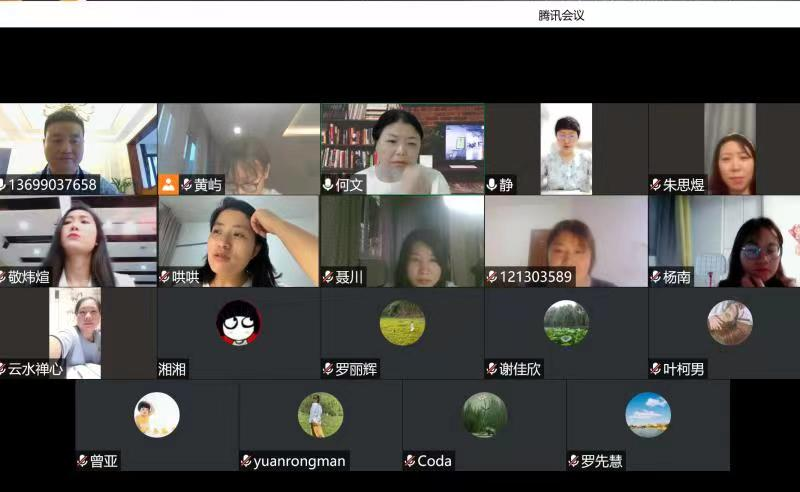 腾讯会议
13699037658
黄屿
何文
静
朱思煜
敬炜煊
哄哄
聂川
121303589
杨南
云水禅心
湘湘
罗丽辉
谢佳欣
叶柯男
曾亚
yuanrongman
Coda
罗先慧